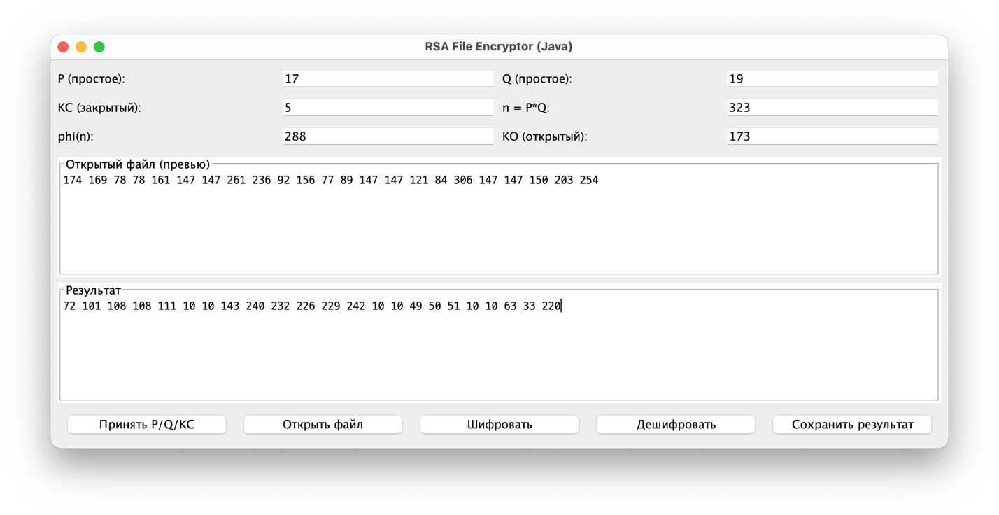 RSA File Encryptor (Java)
P (простое): 17 Q (простое): 19
KC (закрытый): 5 n = P*Q: 323
phi(n): 288 KO (открытый): 173
Открытый файл (превью)
174 169 78 78 161 147 147 261 236 92 156 77 89 147 147 121 84 306 147 147 150 203 254
Результат
72 101 108 108 111 10 10 143 240 232 226 229 242 10 10 49 50 51 10 10 63 33 220
Принять P/Q/KC Открыть файл Шифровать Дешифровать Сохранить результат